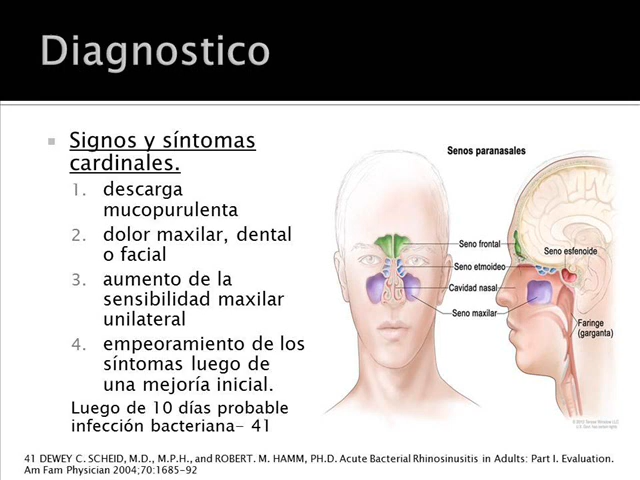 Diagnostico
Signos y síntomas
cardinales.
1. descarga
mucopurulenta
2. dolor maxilar, dental
o facial
3. aumento de la
sensibilidad maxilar
unilateral
4. empeoramiento de los
síntomas luego de
una mejoría inicial.
Luego de 10 días probable
infección bacteriana- 41
Senos paranasales
Seno frontal
Seno etmoideo
Cavidad nasal
Seno maxilar
Seno esfenoide
Faringe
(garganta)
41 DEWEY C. SCHEID, M.D., M.P.H., and ROBERT. M. HAMM, PH.D. Acute Bacterial Rhinosinusitis in Adults: Part I. Evaluation.
Am Fam Physician 2004;70:1685-92